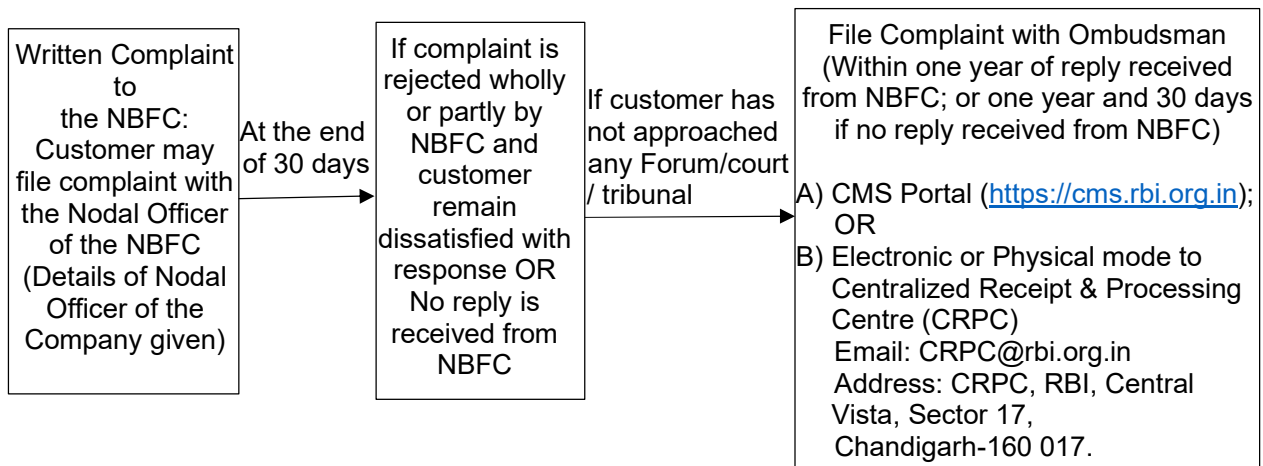 Written Complaint
to
the NBFC:
Customer may
file complaint with
the Nodal Officer
of the NBFC
(Details of Nodal
Officer of the
Company given)
At the end
of 30 days
If complaint is
rejected wholly
or partly by
NBFC and
customer
remain
dissatisfied with
response OR
No reply is
received from
NBFC
If customer has
not approached
any Forum/court
/ tribunal
File Complaint with Ombudsman
(Within one year of reply received
from NBFC; or one year and 30 days
if no reply received from NBFC)
A) CMS Portal (https://cms.rbi.org.in);
OR
B) Electronic or Physical mode to
Centralized Receipt & Processing
Centre (CRPC)
Email: CRPC@rbi.org.in
Address: CRPC, RBI, Central
Vista, Sector 17,
Chandigarh-160 017.